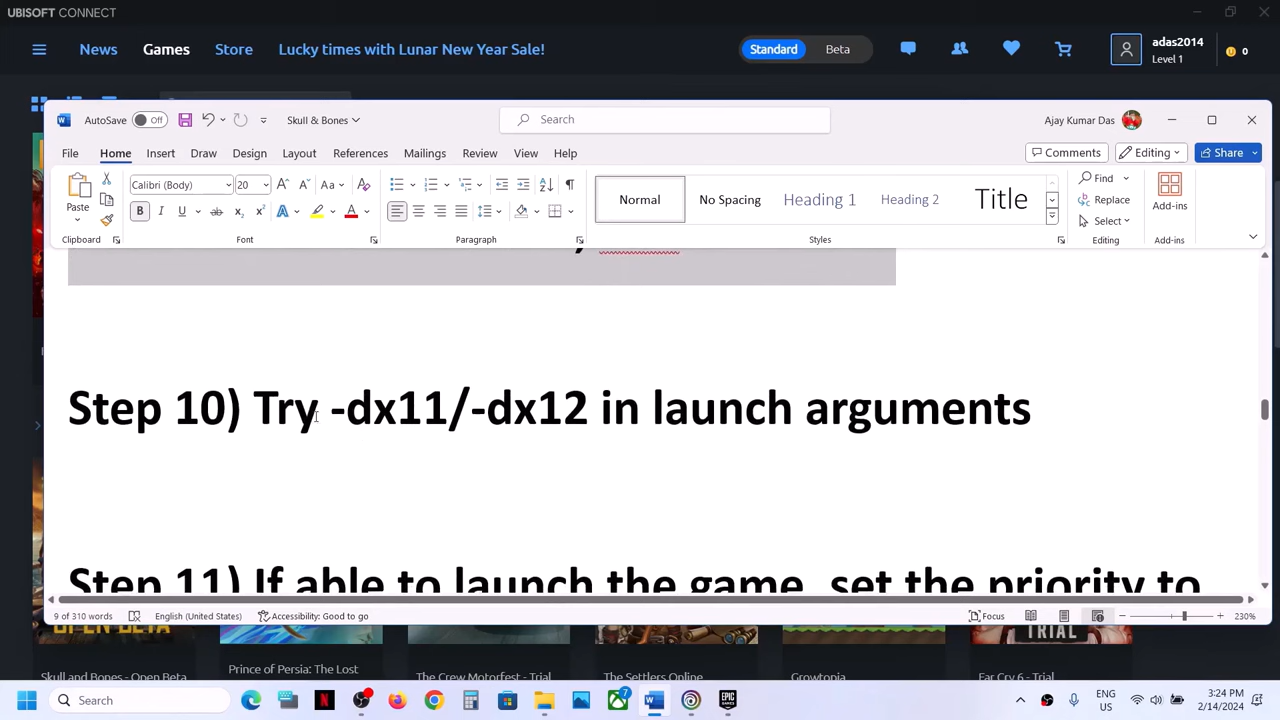 UBISOFT CONNECT
News Games Store Lucky times with Lunar New Year Sale! Standard Beta adas2014 Level 1 0
AutoSave Off Skull & Bones Search Ajay Kumar Das
File Home Insert Draw Design Layout References Mailings Review View Help Comments Editing Share
Paste Calibri (Body) 20 Normal No Spacing Heading 1 Heading 2 Title Find Replace Select Add-ins
Clipboard Font Paragraph Styles Editing Add-ins
Step 10) Try -dx11/-dx12 in launch arguments
Step 11) If able to launch the game, set the priority to
9 of 310 words English (United States) Accessibility: Good to go Focus 230%
OPEN BETA TRIAL
Skull and Bones - Open Beta Prince of Persia: The Lost The Crew Motorfest - Trial The Settlers Online Growtopia Far Cry 6 - Trial
Search 7 EPIC GAMES ENG US 3:24 PM 2/14/2024